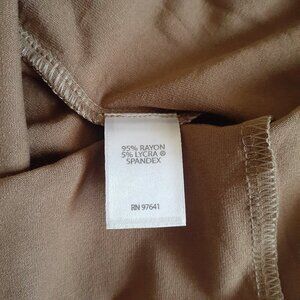 95% RAYON
5% LYCRA ®
SPANDEX
RN 97641